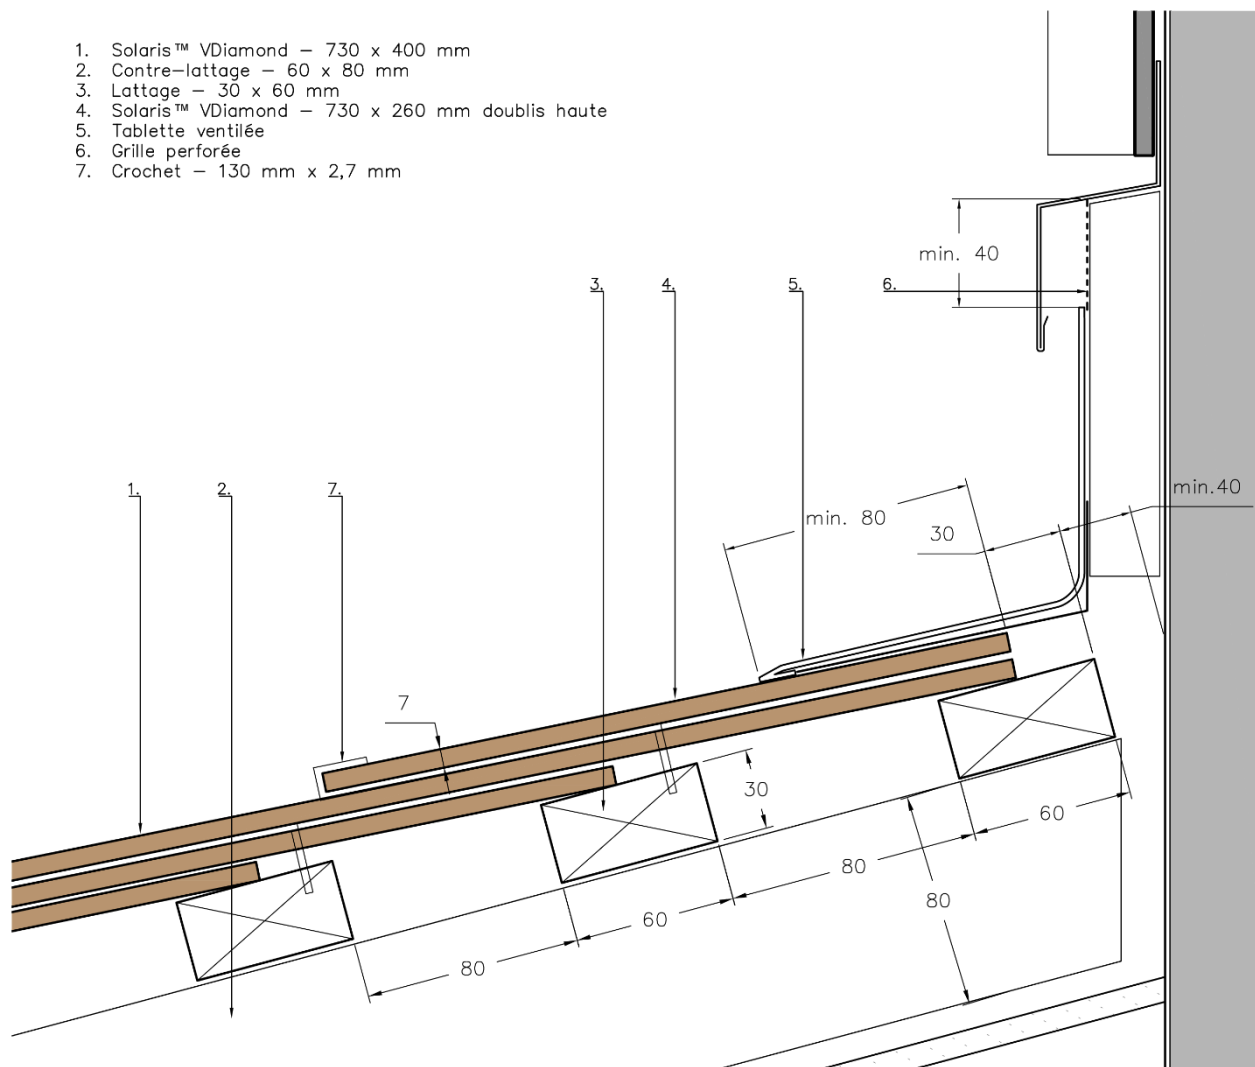 1. Solaris™ VDiamond – 730 x 400 mm
2. Contre-lattage – 60 x 80 mm
3. Lattage – 30 x 60 mm
4. Solaris™ VDiamond – 730 x 260 mm doublis haute
5. Tablette ventilée
6. Grille perforée
7. Crochet – 130 mm x 2,7 mm
min. 40
3. 4. 5. 6.
1. 2. 7.
min.40
min. 80
30
7
30
60
80
80
60
80